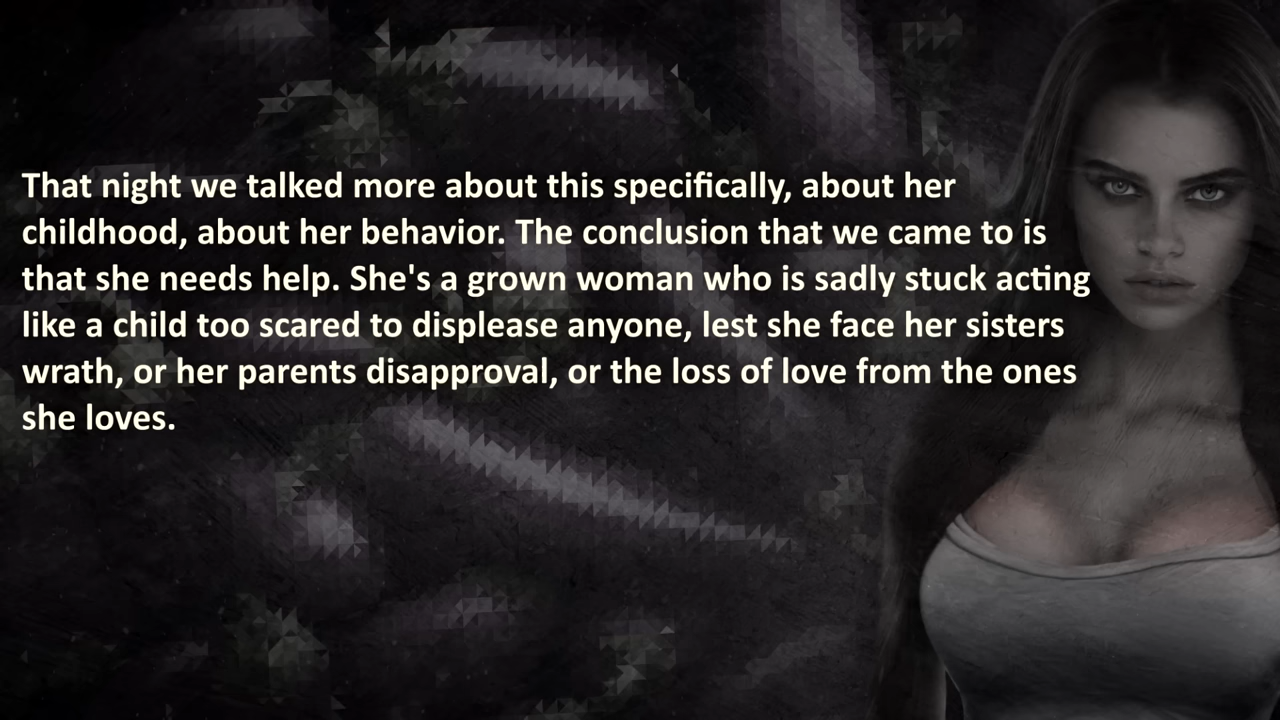 That night we talked more about this specifically, about her
childhood, about her behavior. The conclusion that we came to is
that she needs help. She's a grown woman who is sadly stuck acting
like a child too scared to displease anyone, lest she face her sisters
wrath, or her parents disapproval, or the loss of love from the ones
she loves.